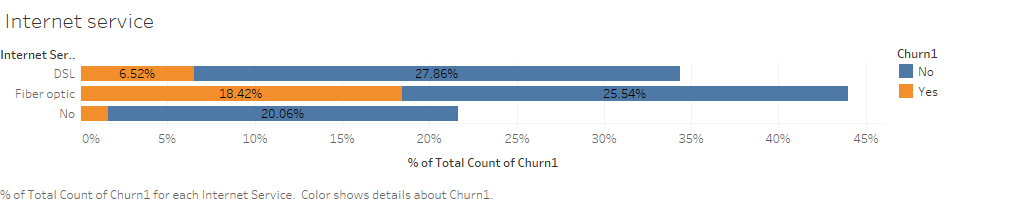 Internet service
Internet Ser..
DSL
6.52%
27.86%
Fiber optic
18.42%
25.54%
No
20.06%
0%
5%
10%
15%
20%
25%
30%
35%
40%
45%
% of Total Count of Churn1
Churn1
No
Yes
% of Total Count of Churn1 for each Internet Service. Color shows details about Churn1.